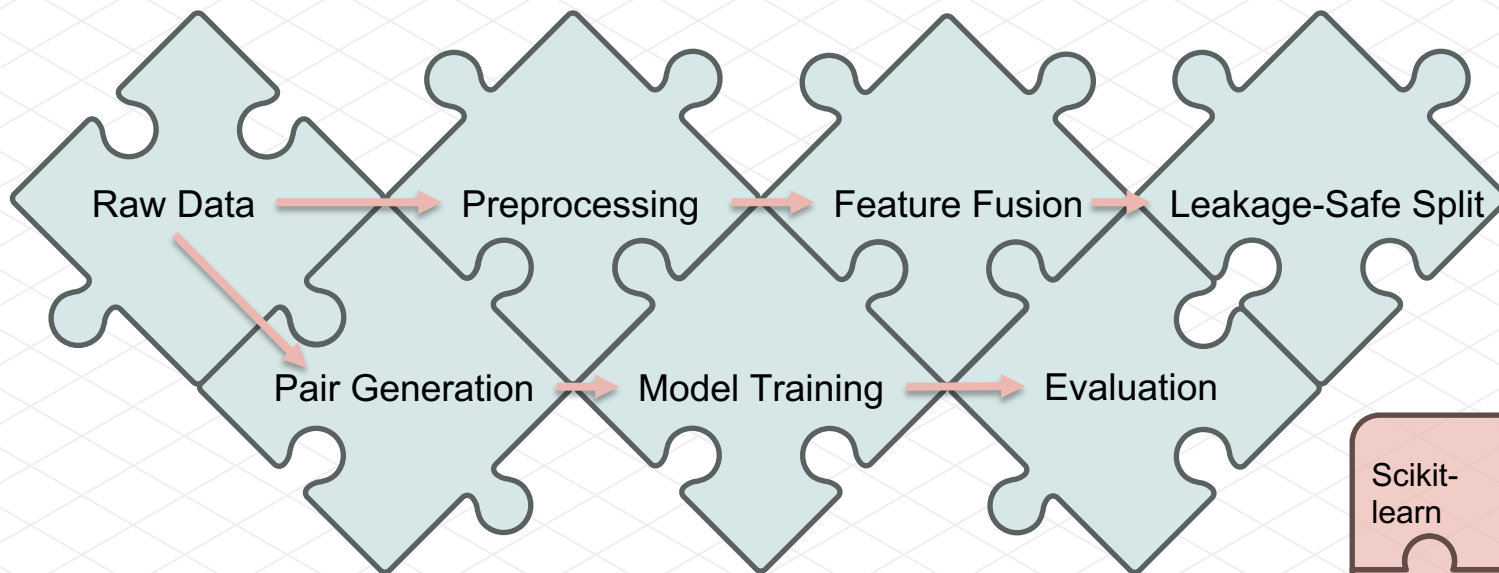 Raw Data
Preprocessing
Feature Fusion
Leakage-Safe Split
Pair Generation
Model Training
Evaluation
Scikit-
learn